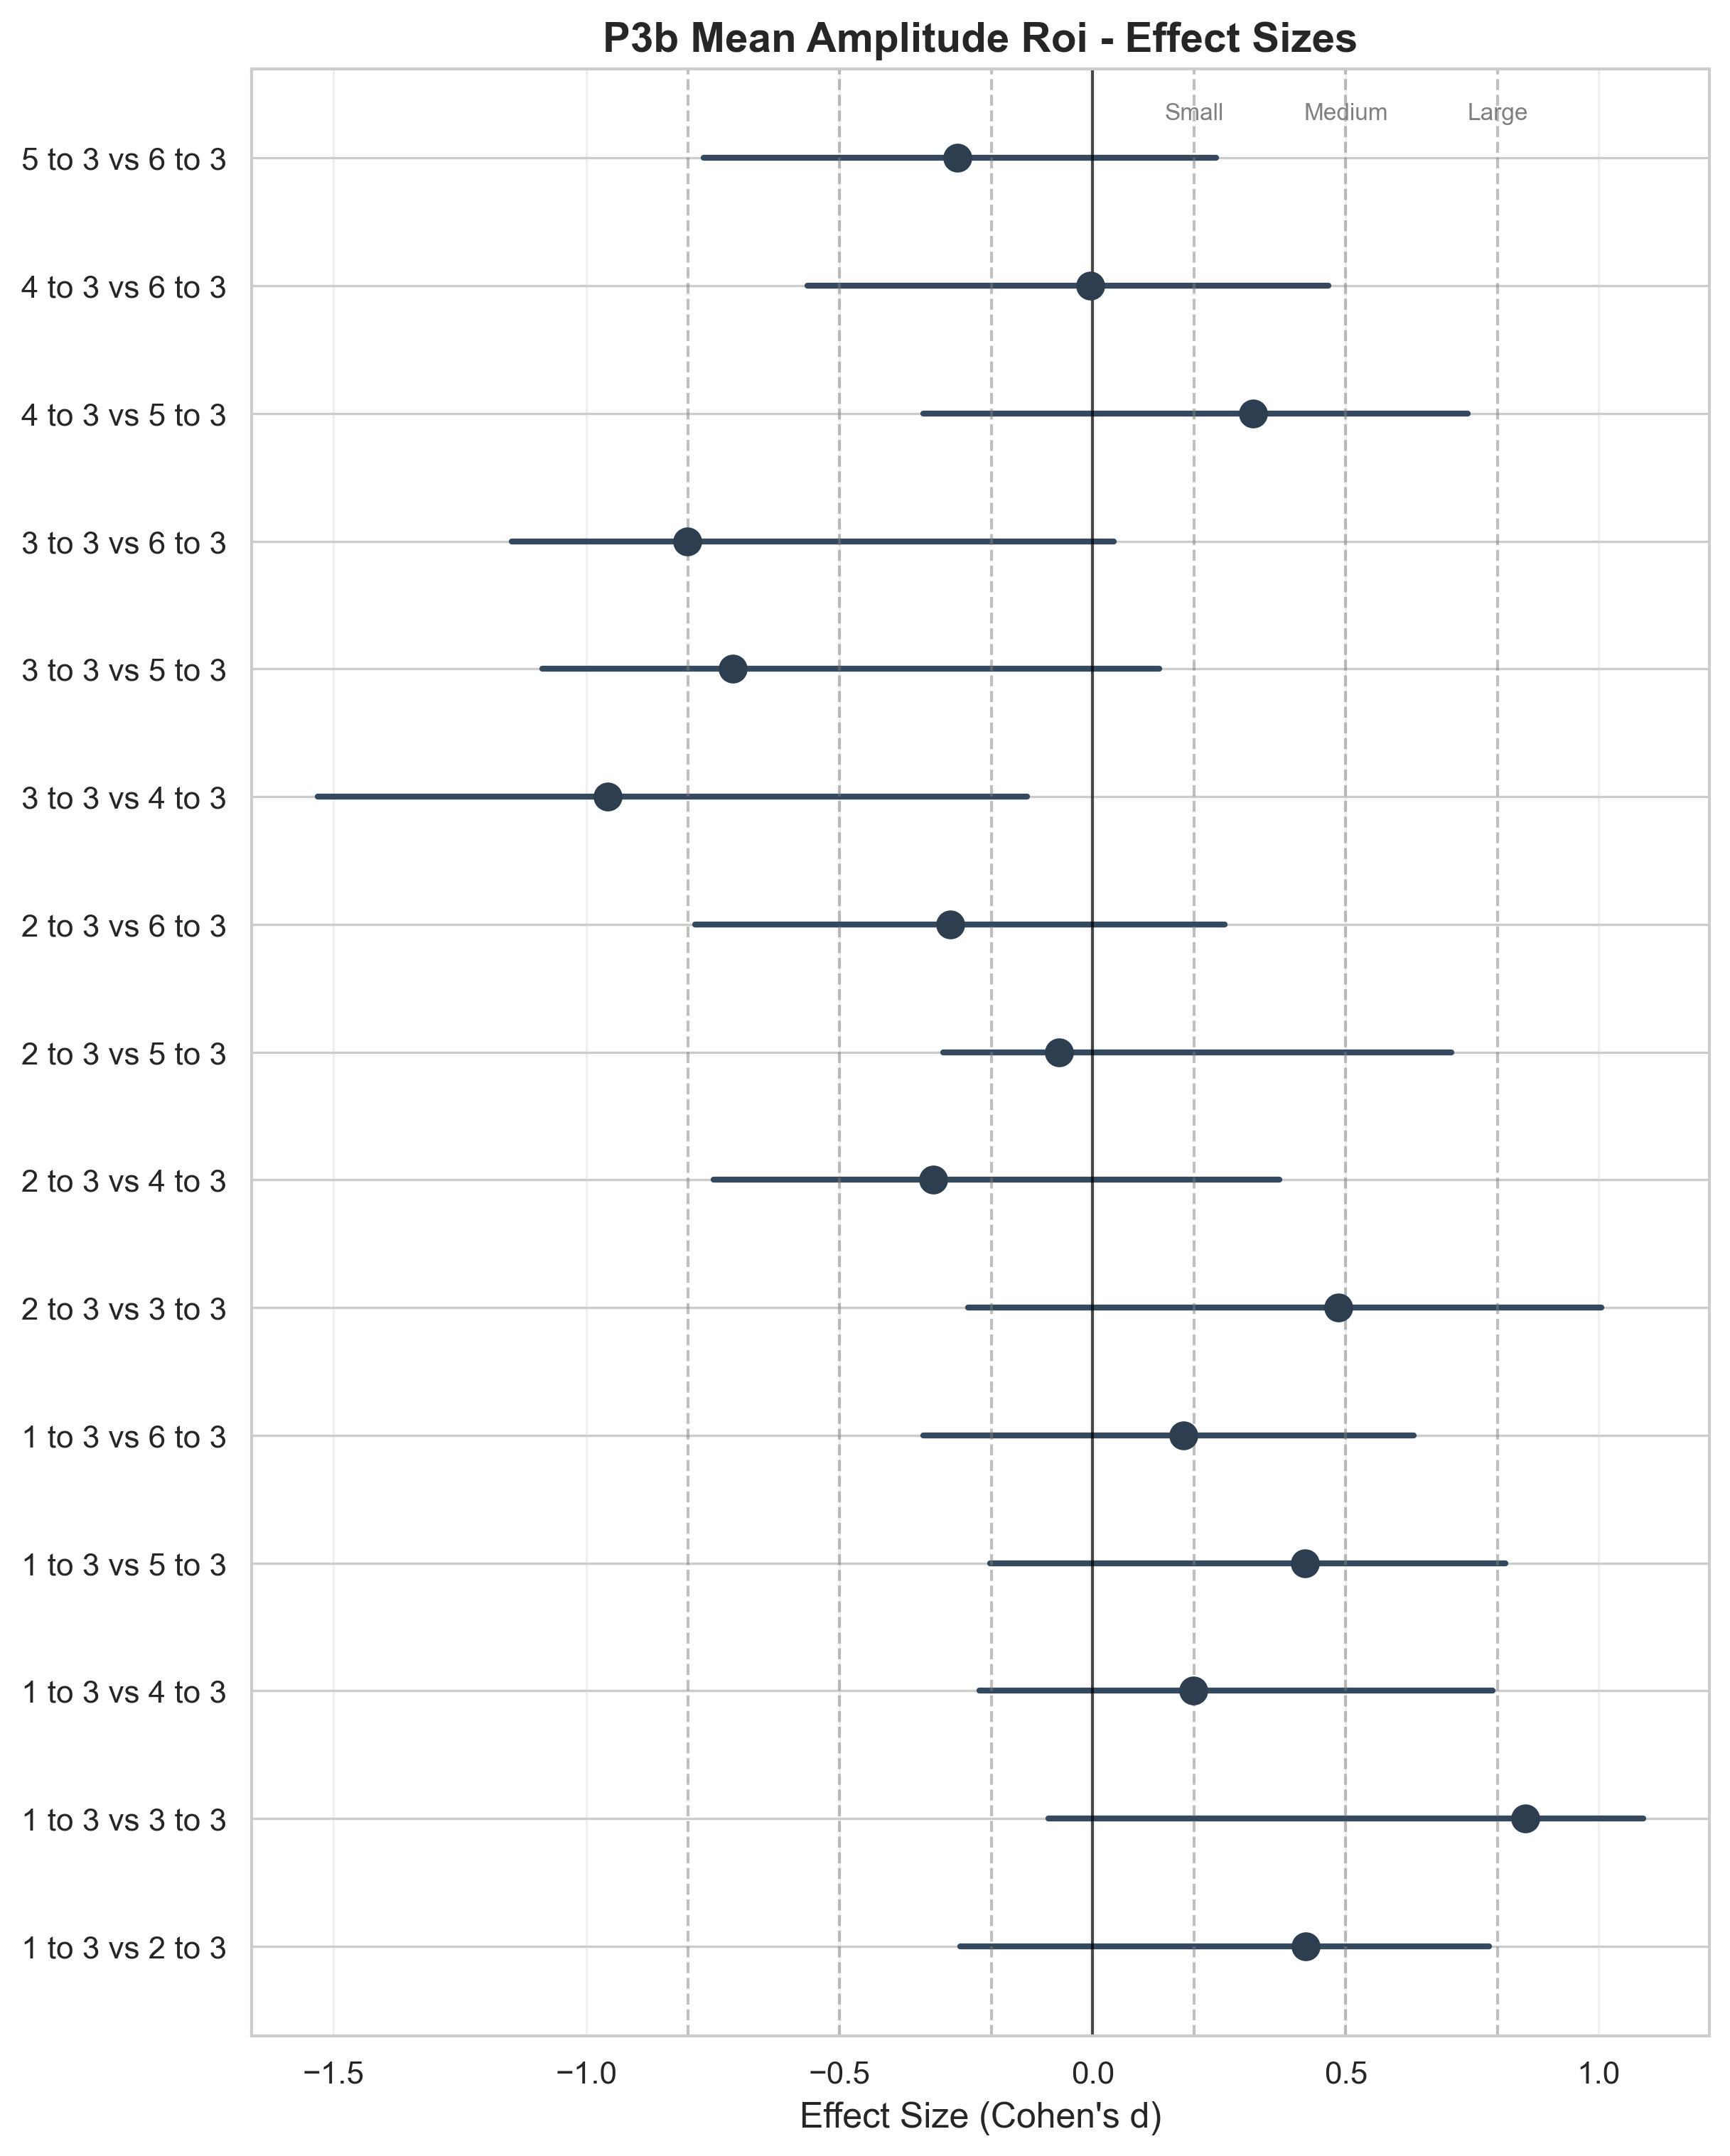 P3b Mean Amplitude Roi - Effect Sizes
Small Medium Large
5 to 3 vs 6 to 3
4 to 3 vs 6 to 3
4 to 3 vs 5 to 3
3 to 3 vs 6 to 3
3 to 3 vs 5 to 3
3 to 3 vs 4 to 3
2 to 3 vs 6 to 3
2 to 3 vs 5 to 3
2 to 3 vs 4 to 3
2 to 3 vs 3 to 3
1 to 3 vs 6 to 3
1 to 3 vs 5 to 3
1 to 3 vs 4 to 3
1 to 3 vs 3 to 3
1 to 3 vs 2 to 3
−1.5 −1.0 −0.5 0.0 0.5 1.0
Effect Size (Cohen's d)